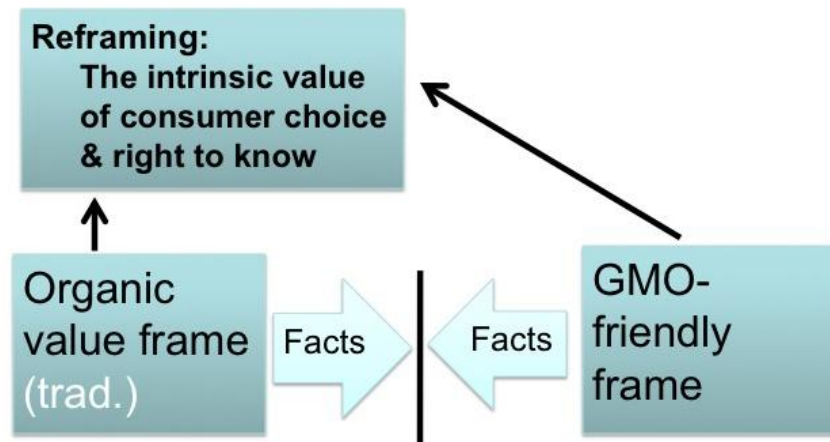 Reframing:
The intrinsic value
of consumer choice
& right to know
Organic
value frame
(trad.)
Facts
Facts
GMO-
friendly
frame